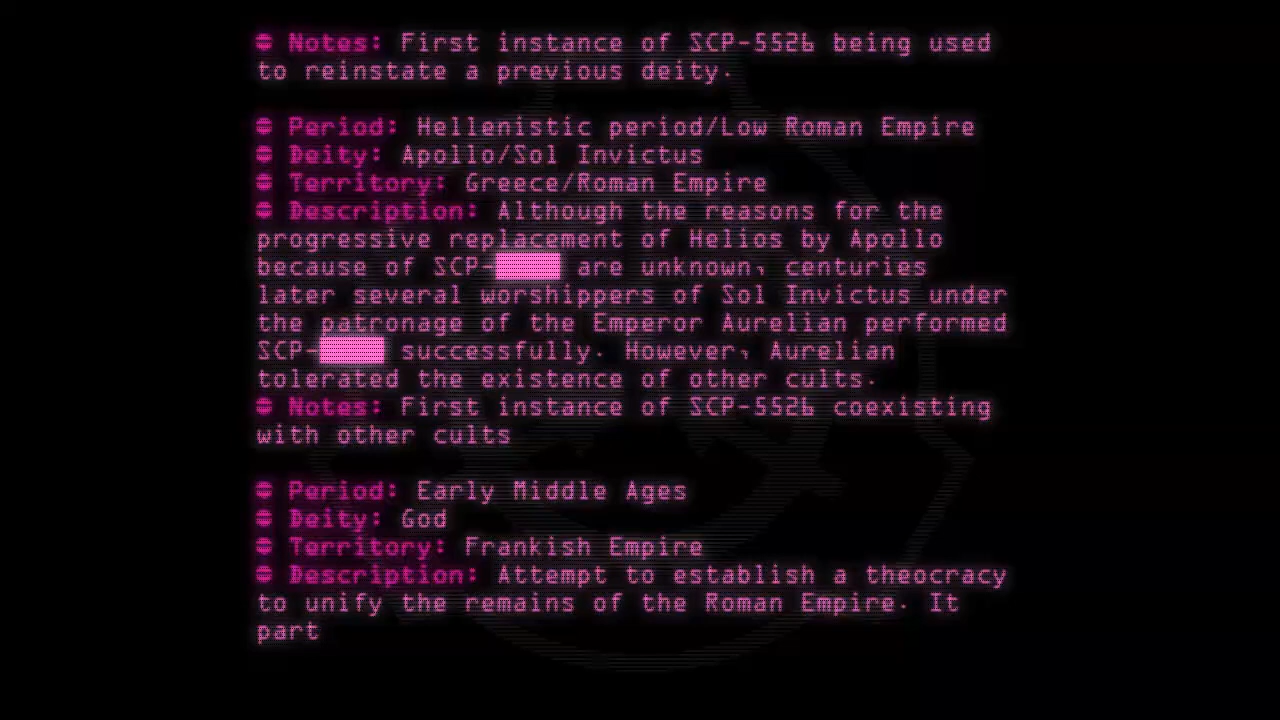 ● Notes: First instance of SCP-5526 being used
to reinstate a previous deity.
● Period: Hellenistic period/Low Roman Empire
● Deity: Apollo/Sol Invictus
● Territory: Greece/Roman Empire
● Description: Although the reasons for the
progressive replacement of Helios by Apollo
because of SCP-████ are unknown, centuries
later several worshippers of Sol Invictus under
the patronage of the Emperor Aurelian performed
SCP-████ successfully. However, Aurelian
tolerated the existence of other cults.
● Notes: First instance of SCP-5526 coexisting
with other cults
● Period: Early Middle Ages
● Deity: God
● Territory: Frankish Empire
● Description: Attempt to establish a theocracy
to unify the remains of the Roman Empire. It
part